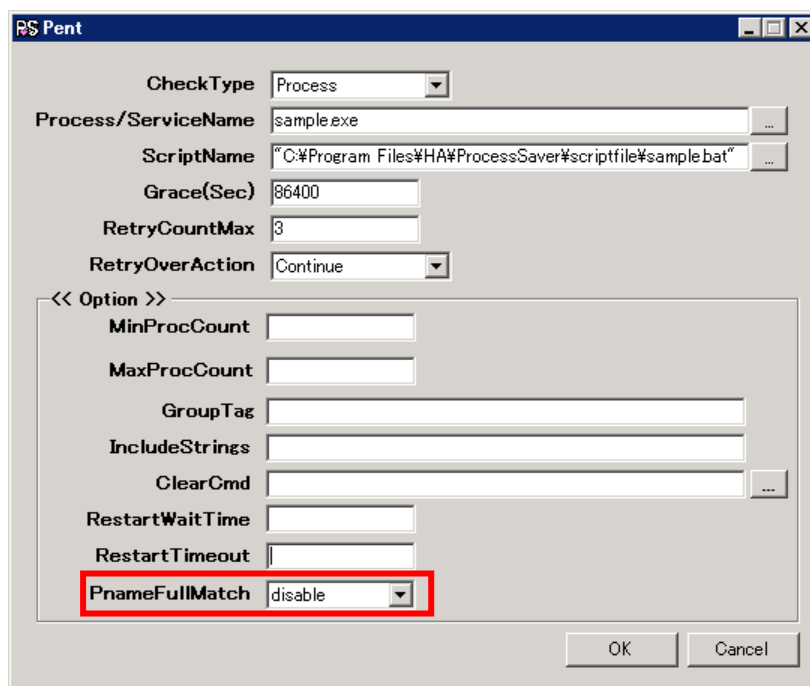 PS Pent
CheckType Process
Process/ServiceName sample.exe ...
ScriptName "C:¥Program Files¥HA¥ProcessSaver¥scriptfile¥sample.bat" ...
Grace(Sec) 86400
RetryCountMax 3
RetryOverAction Continue
<< Option >>
MinProcCount
MaxProcCount
GroupTag
IncludeStrings
ClearCmd ...
RestartWaitTime
RestartTimeout
PnameFullMatch disable
OK Cancel